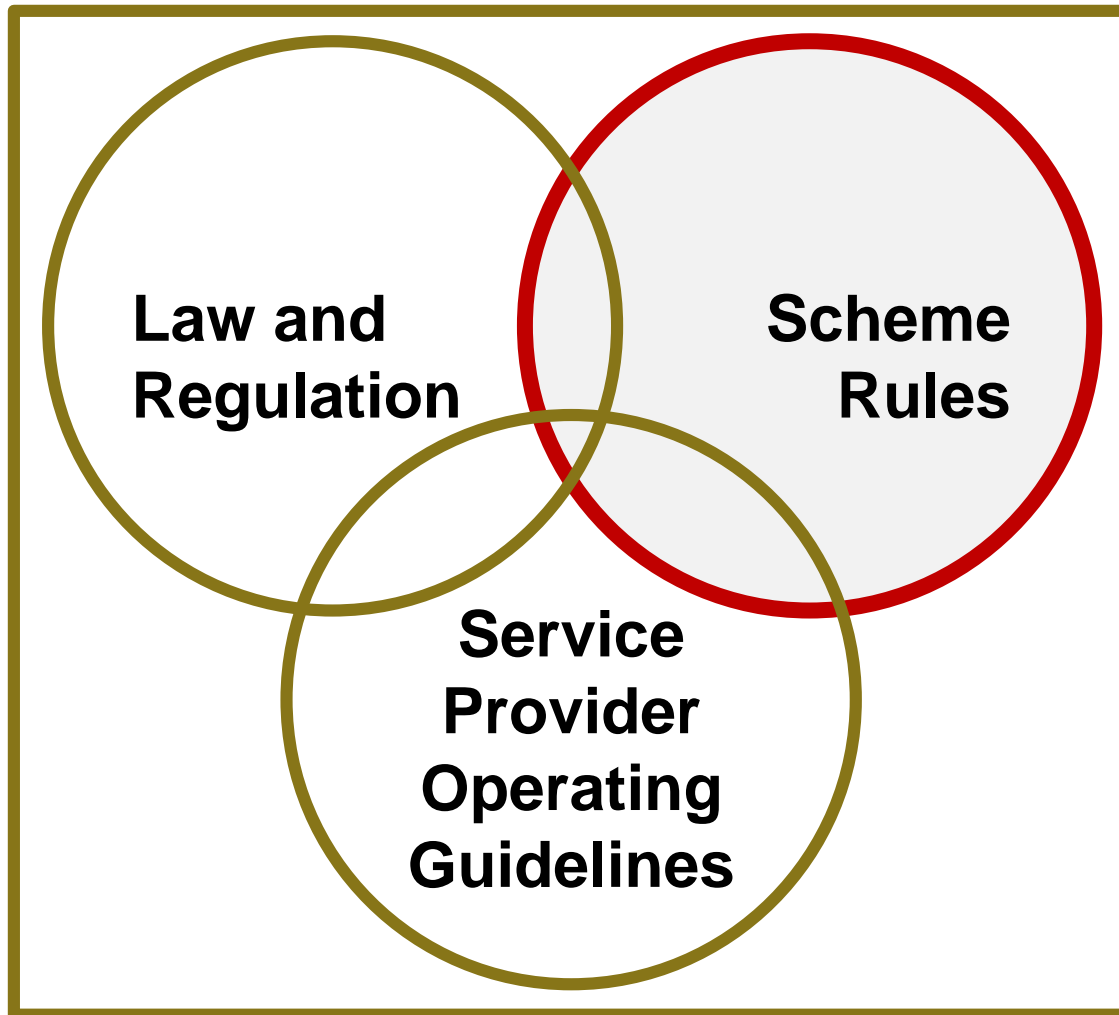 Law and
Regulation
Scheme
Rules
Service
Provider
Operating
Guidelines